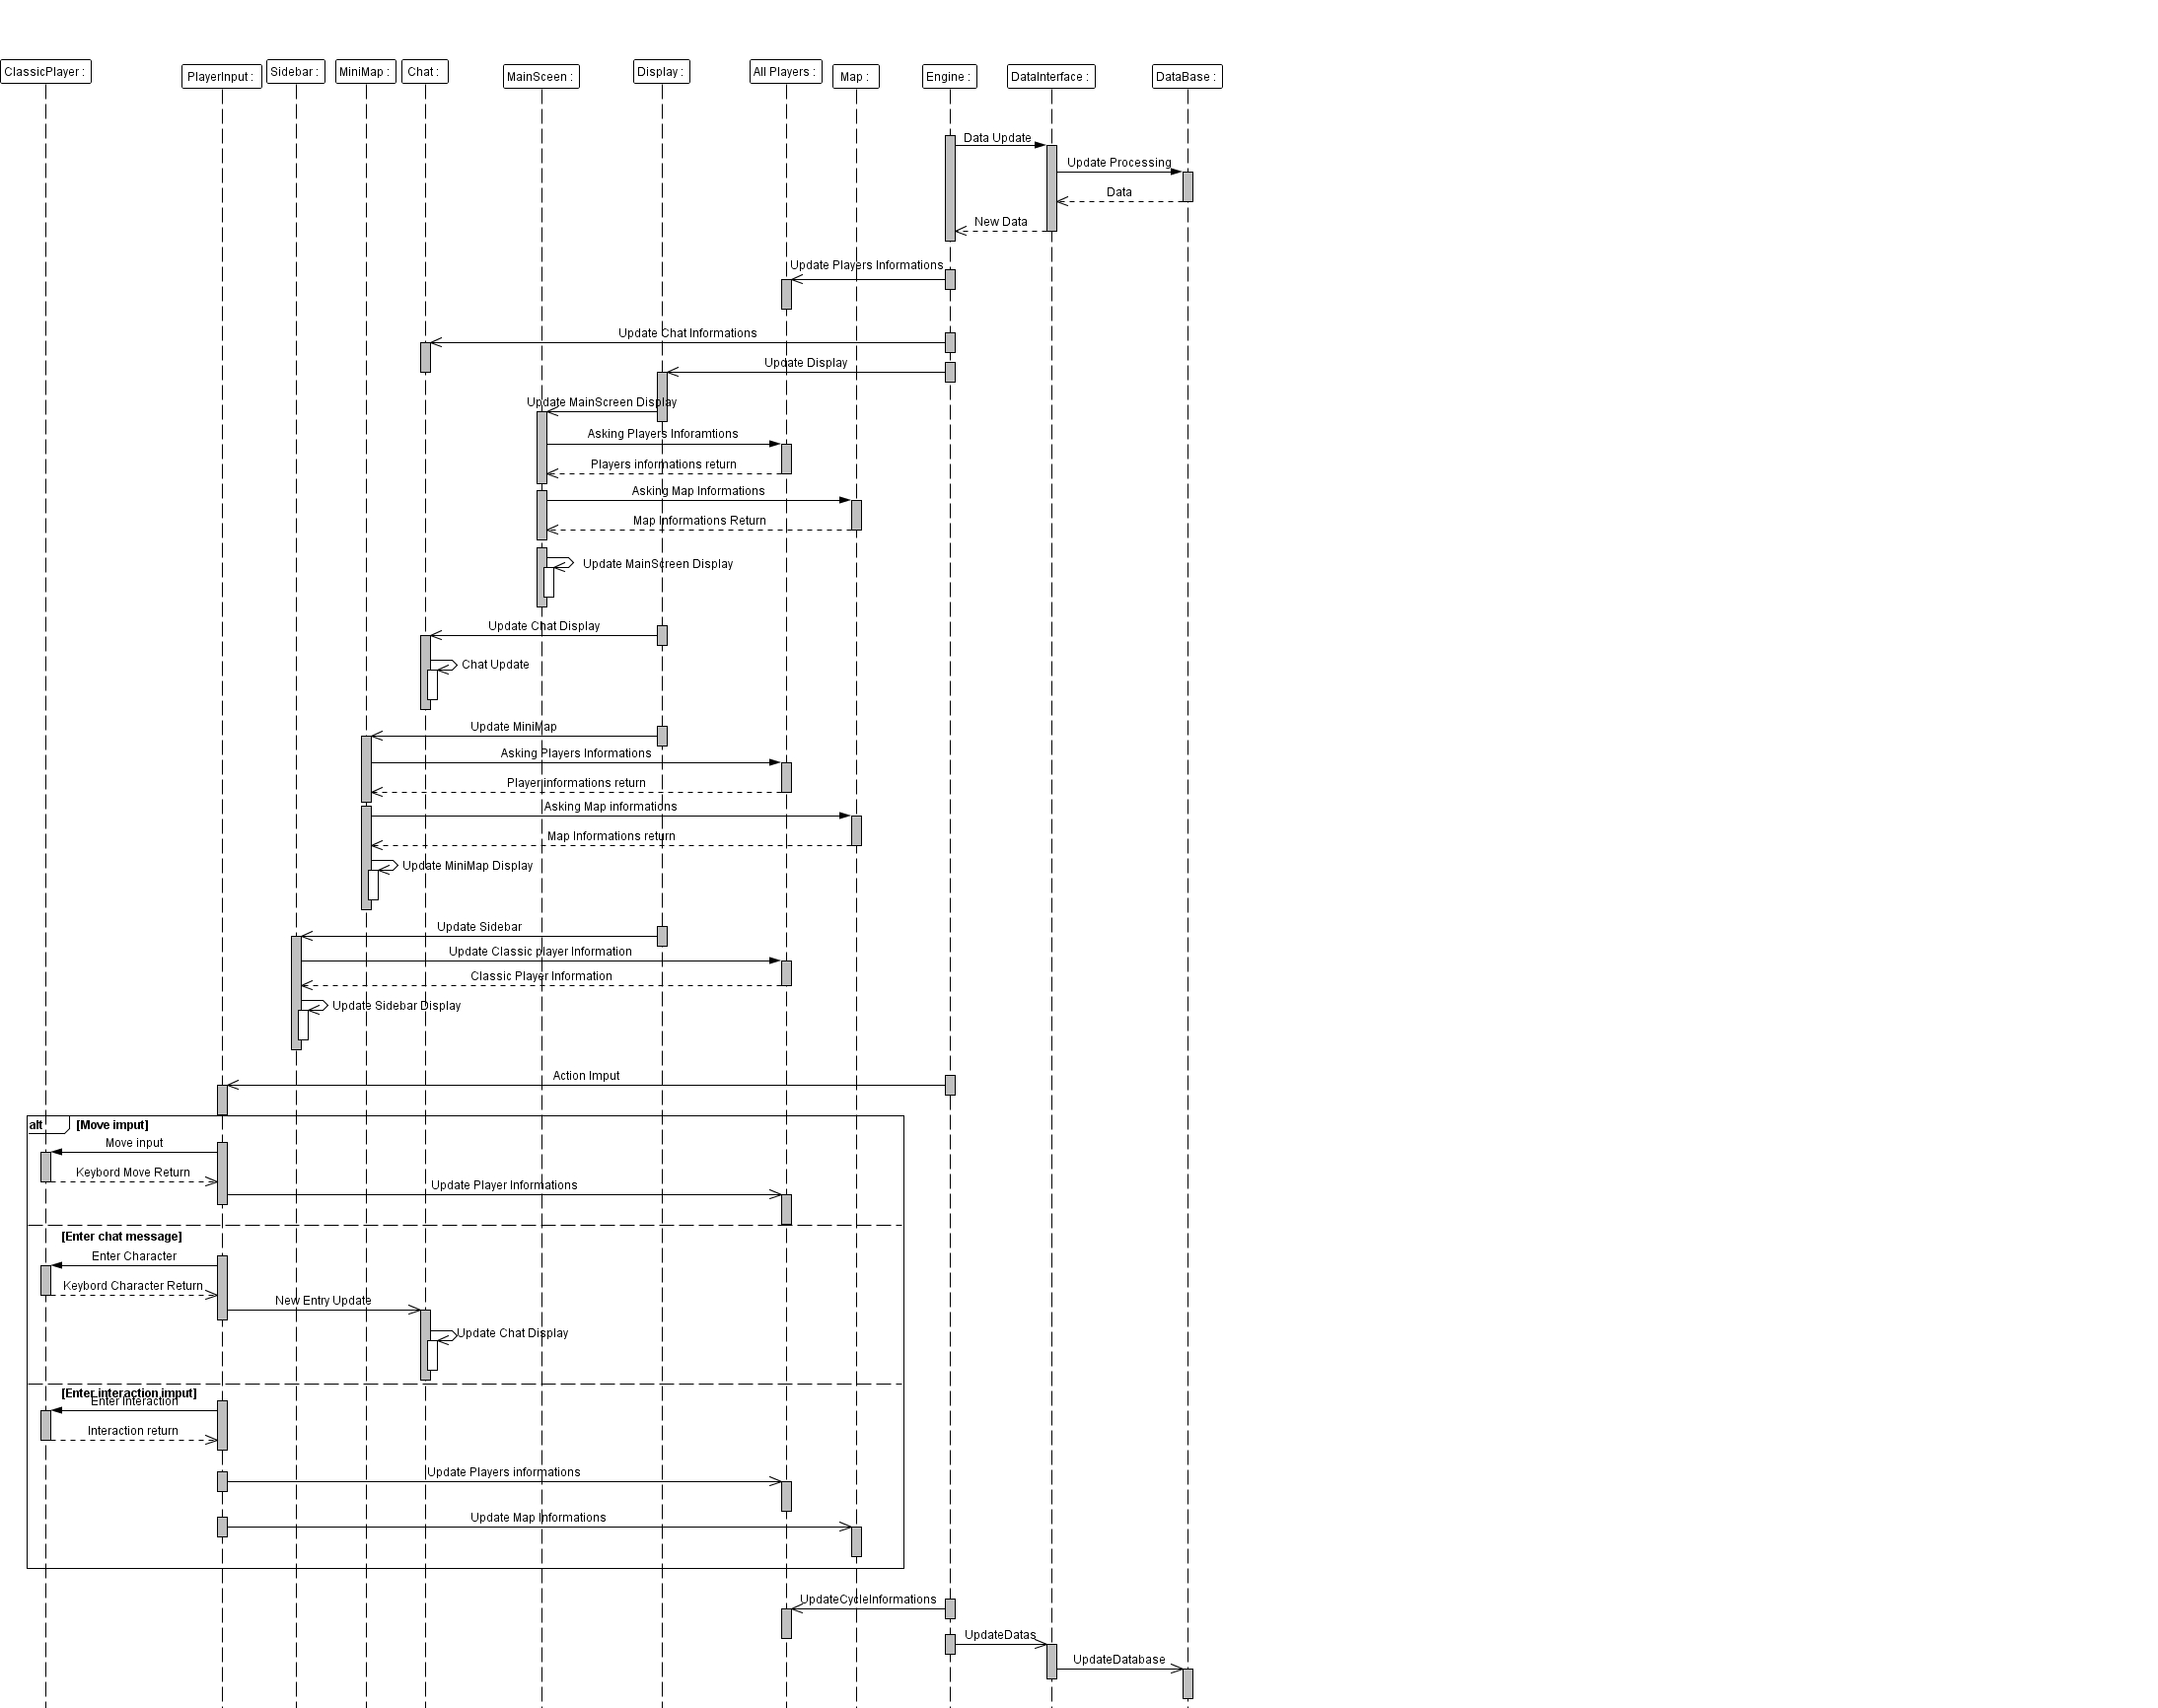 ClassicPlayer :
PlayerInput :
Sidebar :
MiniMap :
Chat :
MainSceen :
Display :
All Players :
Map :
Engine :
DataInterface :
DataBase :
Data Update
Update Processing
Data
New Data
Update Players Informations
Update Chat Informations
Update Display
Update MainScreen Display
Asking Players Inforamtions
Players informations return
Asking Map Informations
Map Informations Return
Update MainScreen Display
Update Chat Display
Chat Update
Update MiniMap
Asking Players Informations
Player informations return
Asking Map informations
Map Informations return
Update MiniMap Display
Update Sidebar
Update Classic player Information
Classic Player Information
Update Sidebar Display
Action Imput
alt [Move imput]
Move input
Keybord Move Return
Update Player Informations
[Enter chat message]
Enter Character
Keybord Character Return
New Entry Update
Update Chat Display
[Enter interaction imput]
Enter Interaction
Interaction return
Update Players informations
Update Map Informations
UpdateCycleInformations
UpdateDatas
UpdateDatabase